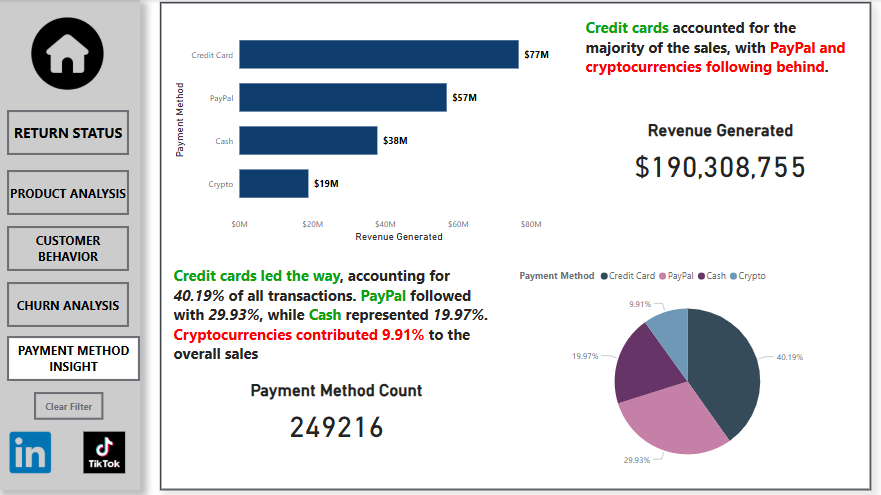 RETURN STATUS
PRODUCT ANALYSIS
CUSTOMER
BEHAVIOR
CHURN ANALYSIS
PAYMENT METHOD
INSIGHT
Clear Filter
in
TikTok
Payment Method
Credit Card
$77M
PayPal
$57M
Cash
$38M
Crypto
$19M
$0M
$20M
$40M
$60M
$80M
Revenue Generated
Credit cards accounted for the
majority of the sales, with PayPal and
cryptocurrencies following behind.
Revenue Generated
$190,308,755
Credit cards led the way, accounting for
40.19% of all transactions. PayPal followed
with 29.93%, while Cash represented 19.97%.
Cryptocurrencies contributed 9.91% to the
overall sales
Payment Method Count
249216
Payment Method Credit Card PayPal Cash Crypto
9.91%
19.97%
40.19%
29.93%